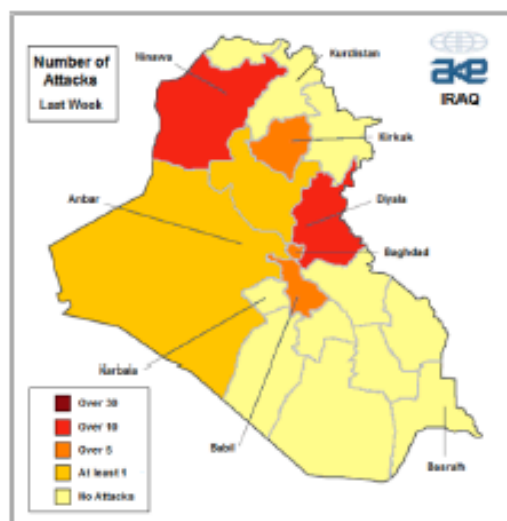 Number of
Attacks
Last Week
Ninawa
Kurdistan
ake
IRAQ
Kirkuk
Anbar
Diyala
Baghdad
Karbala
Babil
Basrah
Over 30
Over 10
Over 5
At least 1
No Attacks